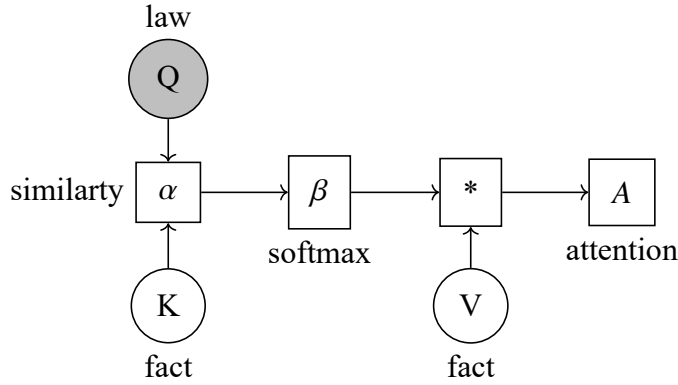 law
Q
similarty α β * A
softmax attention
K V
fact fact